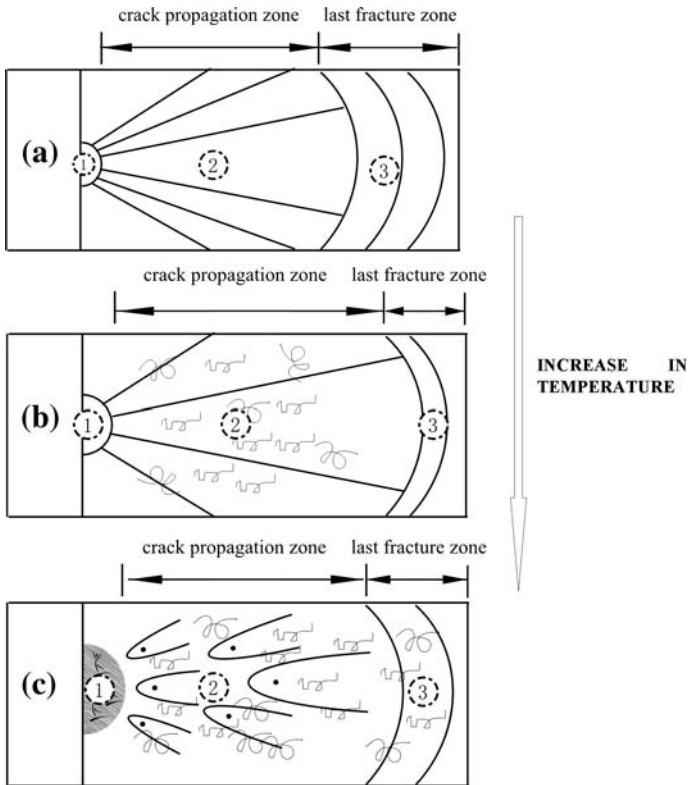 crack propagation zone last fracture zone
(a) 1 2 3
crack propagation zone last fracture zone
INCREASE IN
TEMPERATURE
(b) 1 2 3
crack propagation zone last fracture zone
(c) 1 2 3